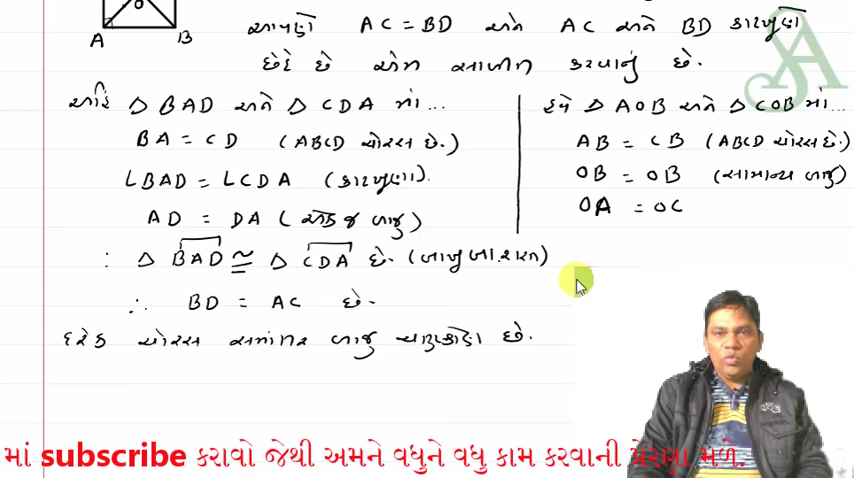 A B
આપણે AC = BD અને AC અને BD કાટખૂણે
છેદે છે એમ સાબિત કરવાનું છે.
અહિં △ BAD અને △ CDA માં...
BA = CD (ABCD ચોરસ છે.)
∠BAD = ∠CDA (કાટખૂણા).
AD = DA (એકજ બાજુ)
: △ BAD ≅ △ CDA છે. (બાખૂબા.શરત)
∴ BD = AC છે.
દરેક ચોરસ સમાંતર બાજુ ચતુષ્કોણ છે.
હવે △ AOB અને △ COB માં...
AB = CB (ABCD ચોરસ છે.)
OB = OB (સામાન્ય બાજુ)
OA = OC
માં subscribe કરાવો જેથી અમને વધુને વધુ કામ કરવાની પ્રેરણા મળે.